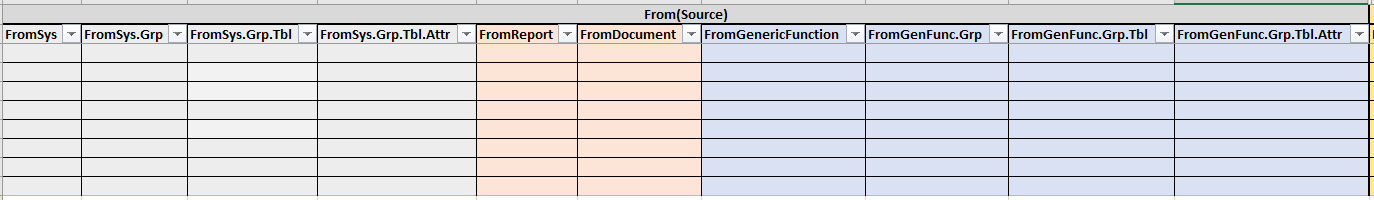 From(Source)
FromSys FromSys.Grp FromSys.Grp.Tbl FromSys.Grp.Tbl.Attr FromReport FromDocument FromGenericFunction FromGenFunc.Grp FromGenFunc.Grp.Tbl FromGenFunc.Grp.Tbl.Attr